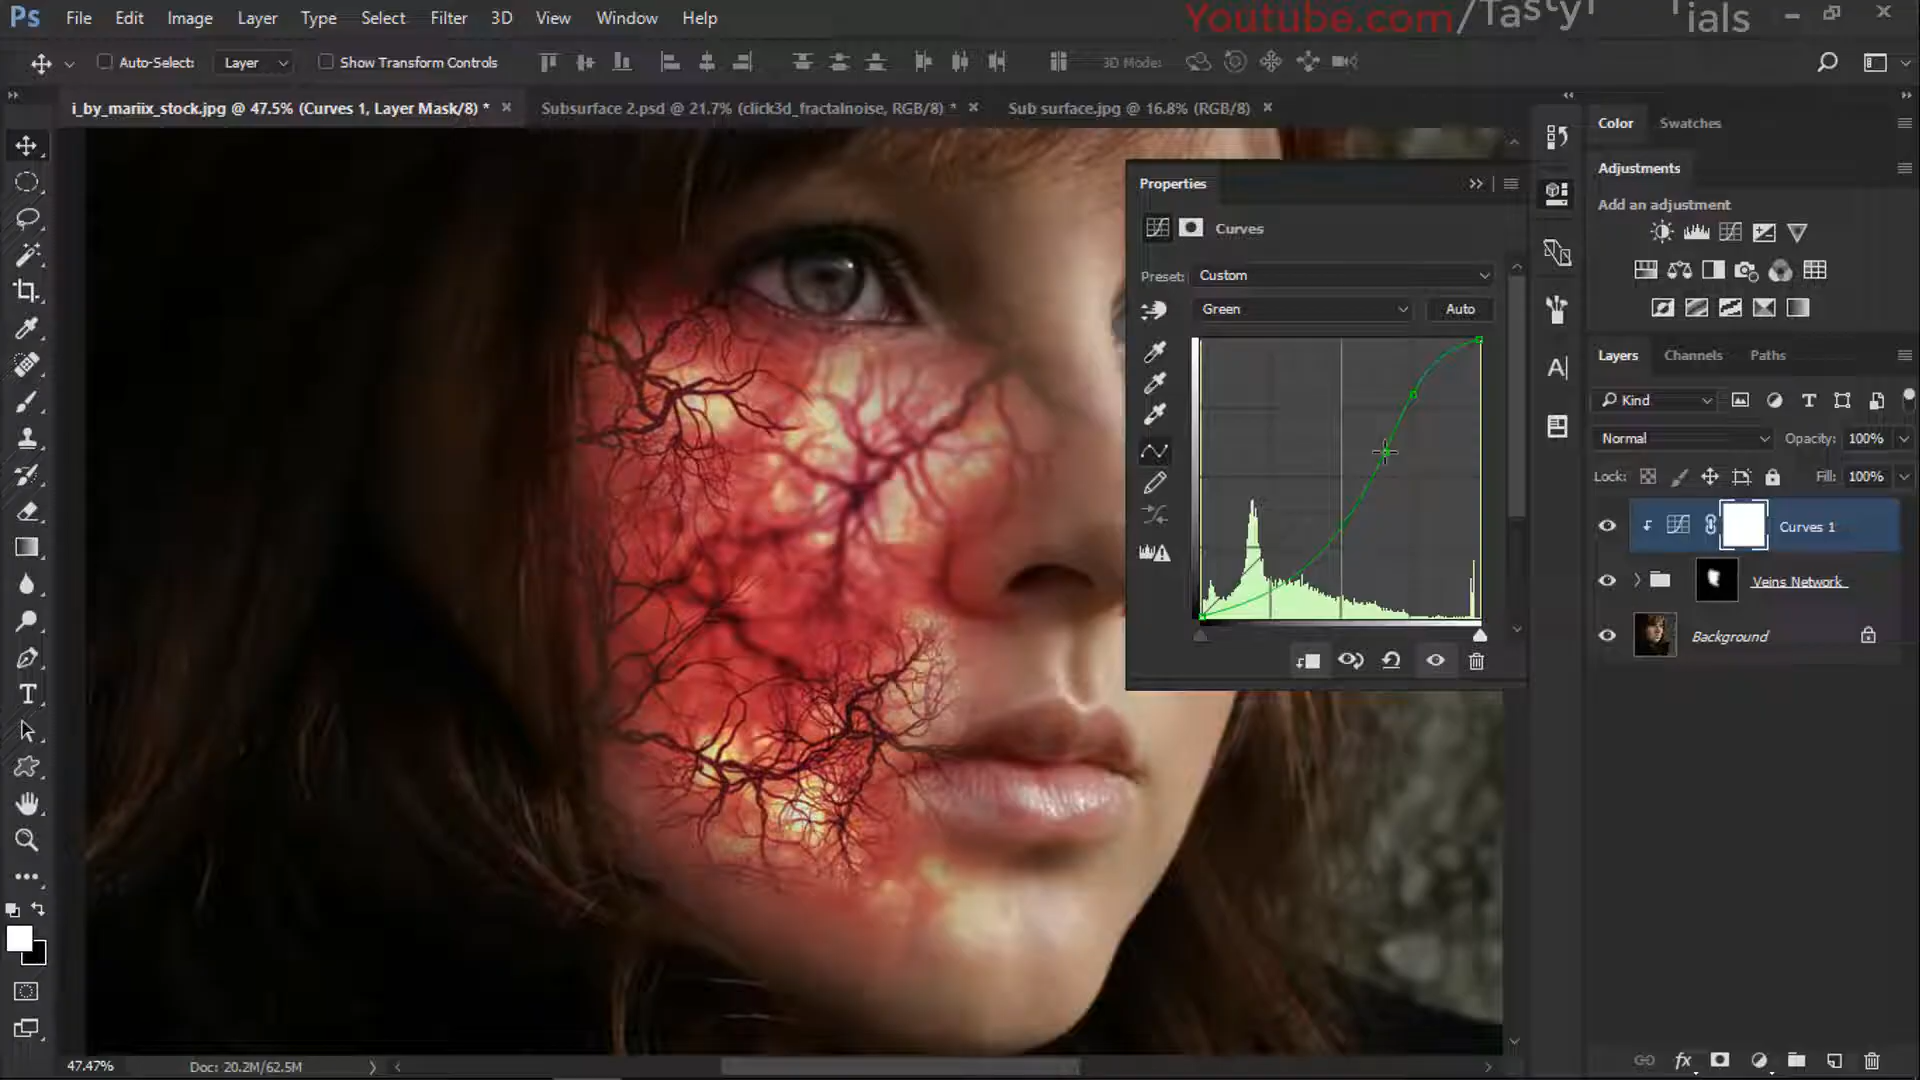 Ps File Edit Image Layer Type Select Filter 3D View Window Help
Youtube.com/Tasty
ials
Auto-Select: Layer Show Transform Controls 3D Mode:
i_by_mariix_stock.jpg @ 47.5% (Curves 1, Layer Mask/8) * Subsurface 2.psd @ 21.7% (click3d_fractalnoise, RGB/8) * Sub surface.jpg @ 16.8% (RGB/8)
Properties
Curves
Preset: Custom
Green Auto
Color Swatches
Adjustments
Add an adjustment
Layers Channels Paths
Kind
Normal Opacity: 100%
Lock: Fill: 100%
Curves 1
Veins Network
Background
47.47% Doc: 20.2M/62.5M